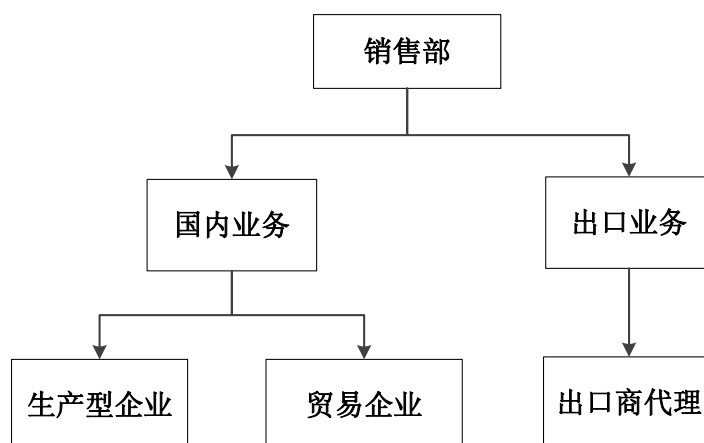 销售部
国内业务
出口业务
生产型企业
贸易企业
出口商代理